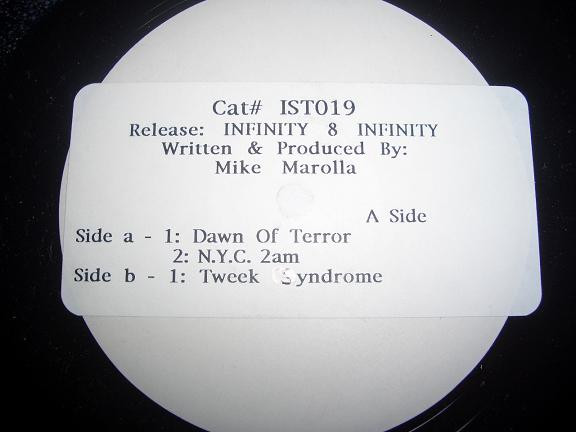 Cat# IST019
Release: INFINITY 8 INFINITY
Written & Produced By:
Mike Marolla
A Side
Side a - 1: Dawn Of Terror
2: N.Y.C. 2am
Side b - 1: Tweek Syndrome